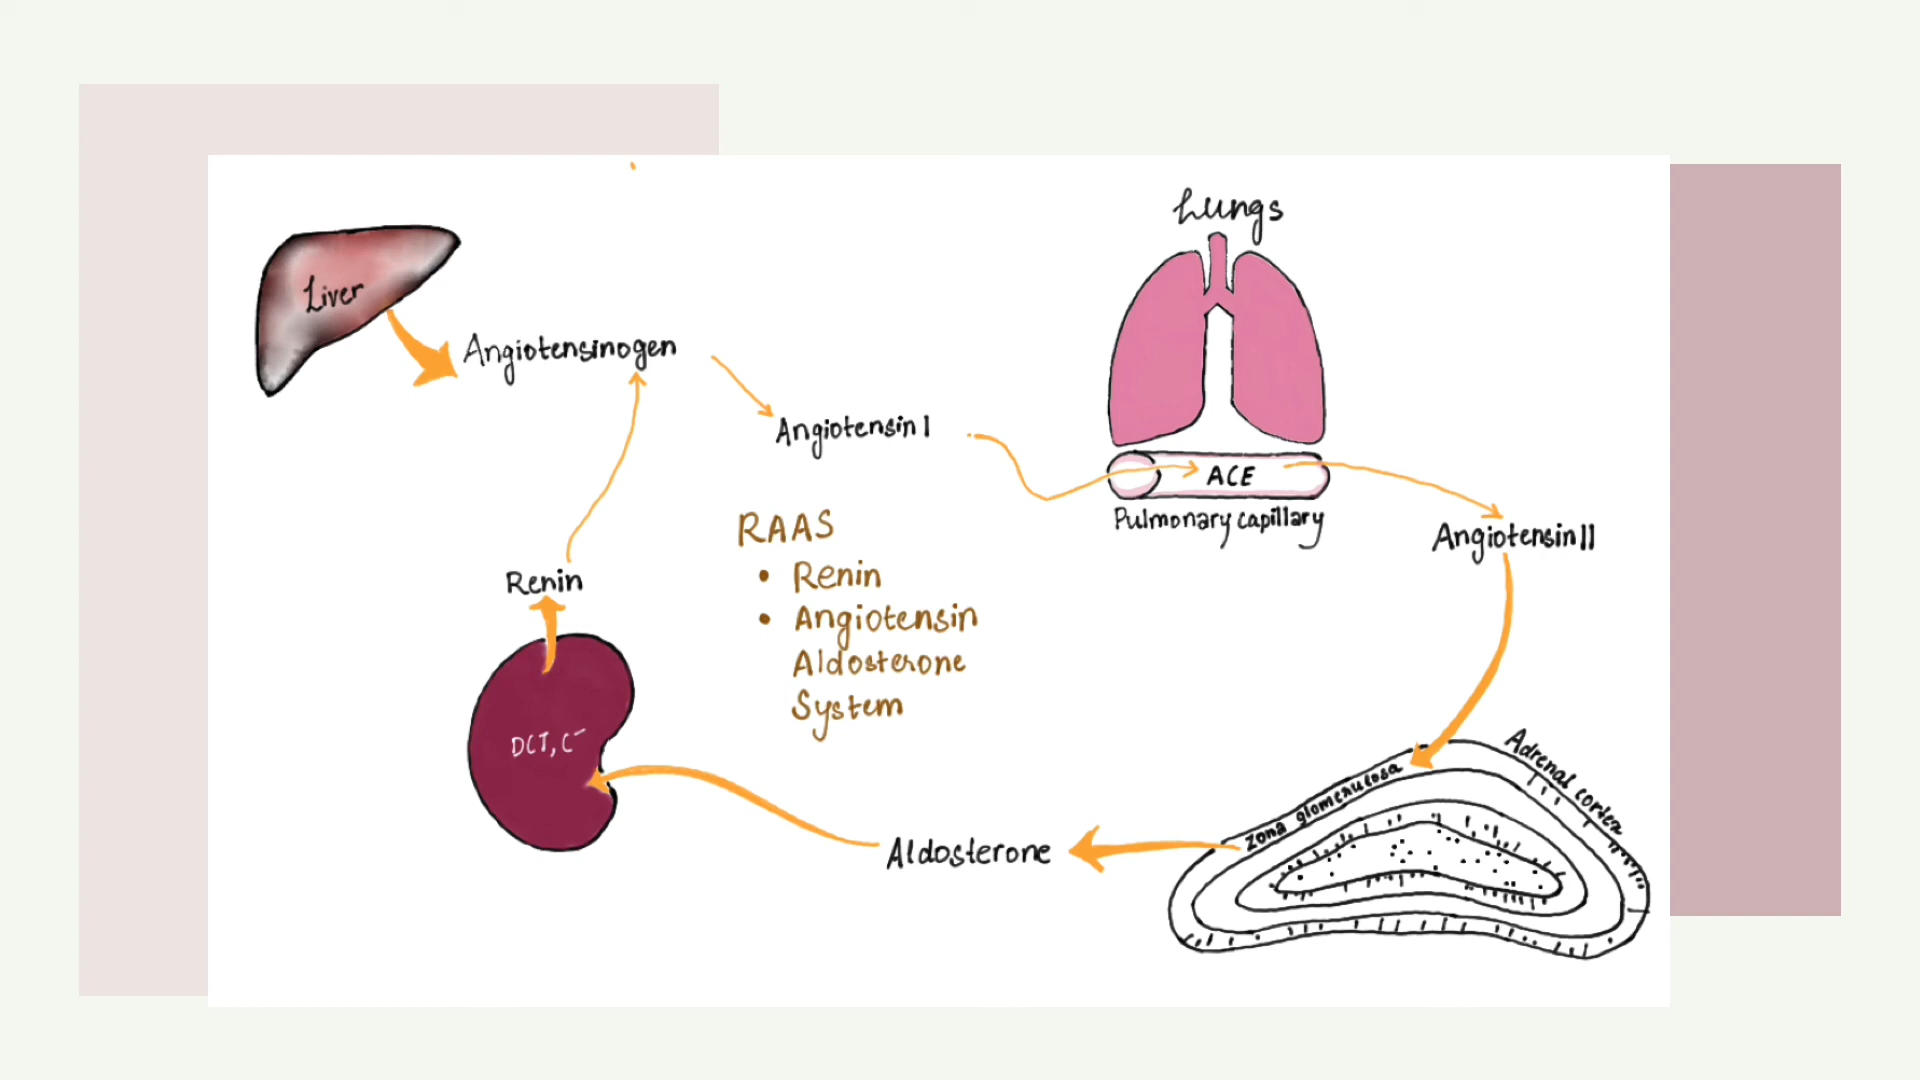 Lungs
Liver
Angiotensinogen
Angiotensin I
ACE
Pulmonary capillary
Angiotensin II
RAAS
• Renin
• Angiotensin
Aldosterone
System
Renin
DCT, C⁻
Adrenal cortex
Zona glomerulosa
Aldosterone